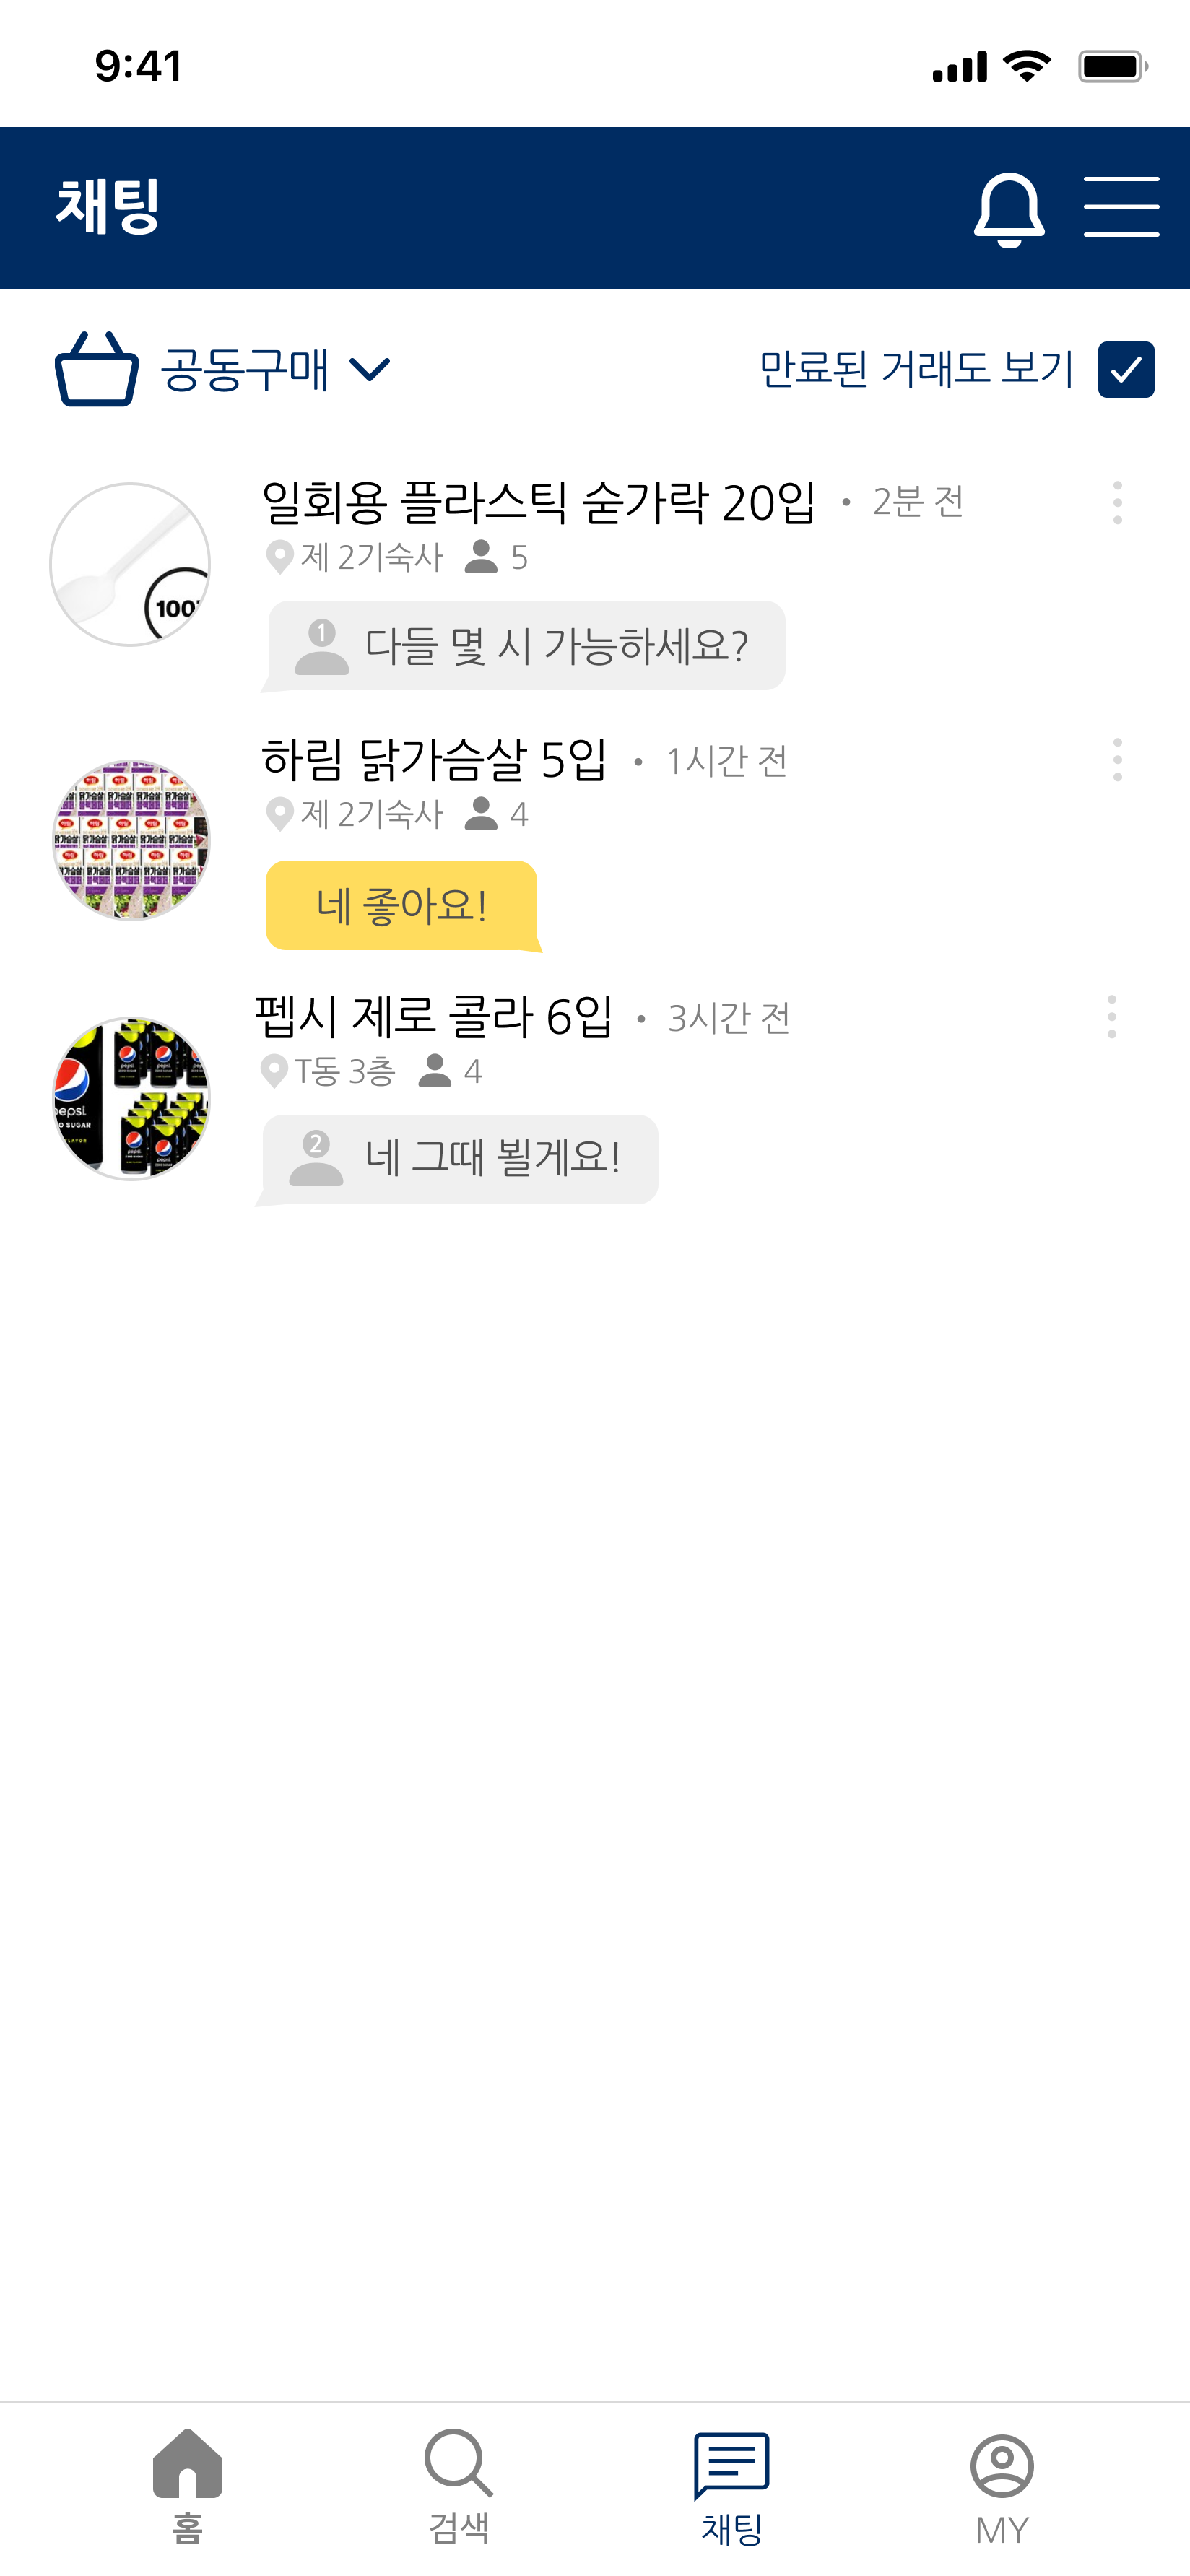 9:41
채팅
공동구매
만료된 거래도 보기
일회용 플라스틱 숟가락 20입 • 2분 전
제 2기숙사 5
100
1 다들 몇 시 가능하세요?
하림 닭가슴살 5입 • 1시간 전
제 2기숙사 4
네 좋아요!
펩시 제로 콜라 6입 • 3시간 전
T동 3층 4
pepsi
2 네 그때 뵐게요!
홈 검색 채팅 MY